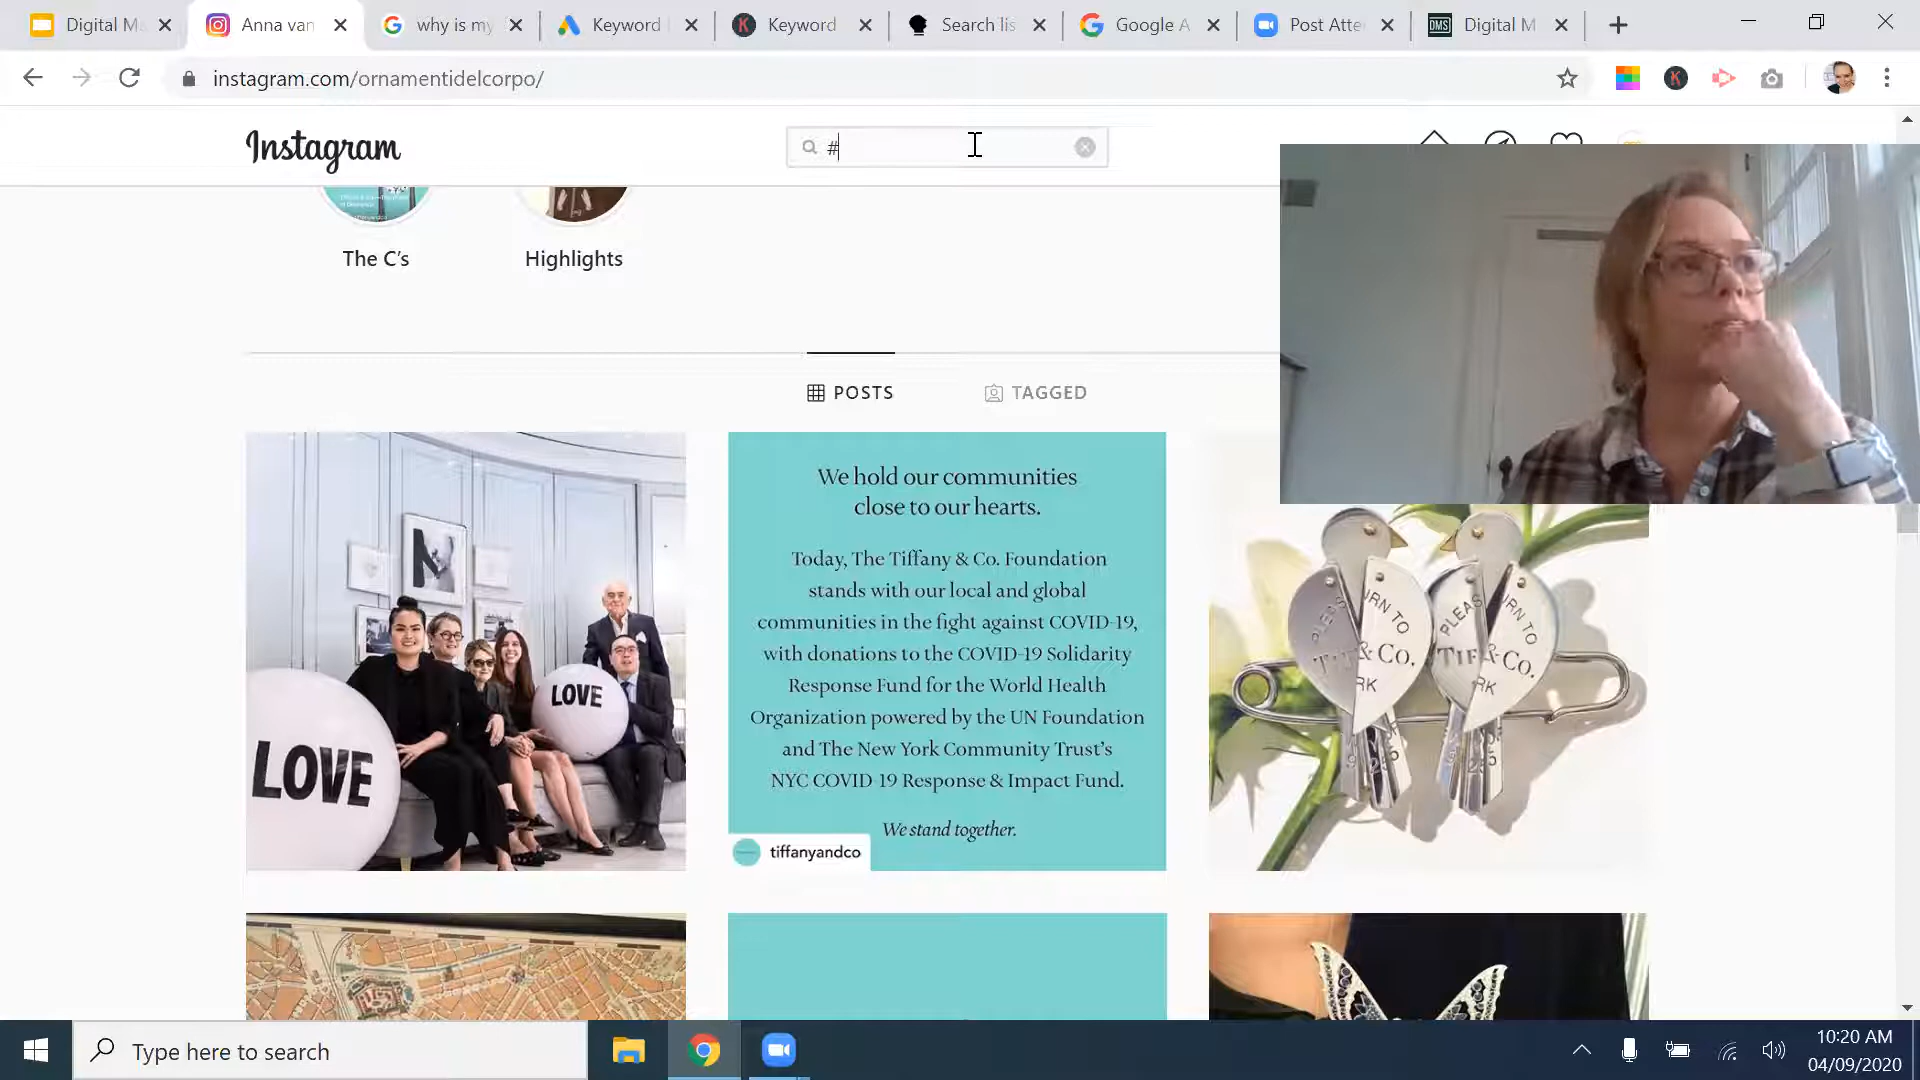 Digital Ma
Anna van
why is my
Keyword
Keyword
Search lis
Google A
Post Atte
DMS
Digital M
instagram.com/ornamentidelcorpo/
Instagram
#
The C's
Highlights
POSTS
TAGGED
LOVE
LOVE
We hold our communities
close to our hearts.
Today, The Tiffany & Co. Foundation
stands with our local and global
communities in the fight against COVID-19,
with donations to the COVID-19 Solidarity
Response Fund for the World Health
Organization powered by the UN Foundation
and The New York Community Trust's
NYC COVID-19 Response & Impact Fund.
We stand together.
tiffanyandco
& Co.
& Co.
Type here to search
10:20 AM
04/09/2020